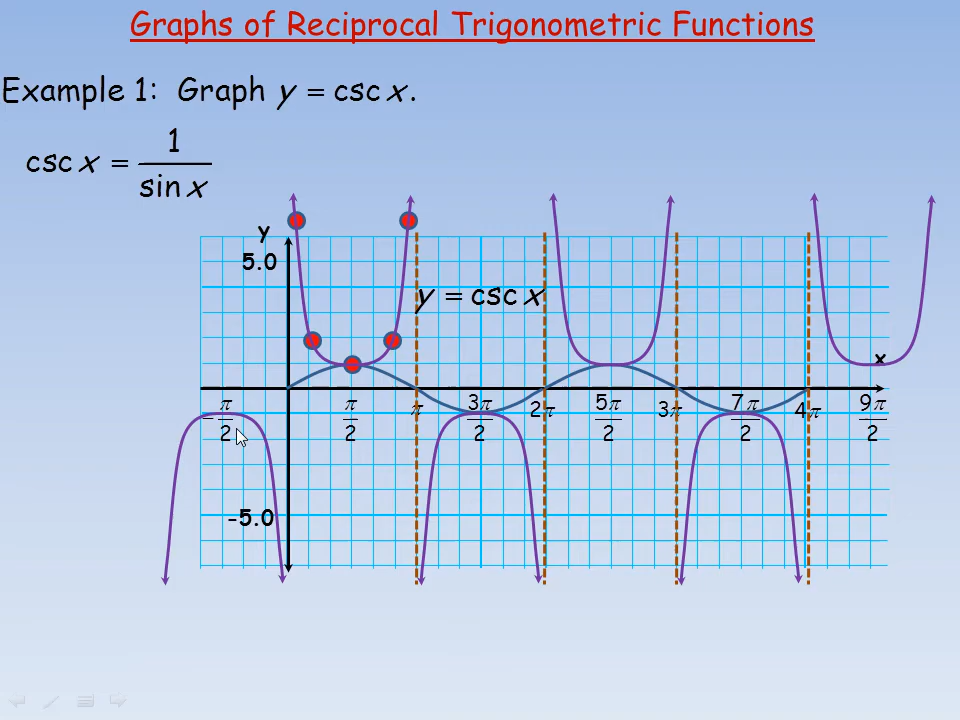 Graphs of Reciprocal Trigonometric Functions
Example 1: Graph y = csc x.
csc x = 1/sin x
y
5.0
y = csc x
x
-π/2 π/2 π 3π/2 2π 5π/2 3π 7π/2 4π 9π/2
-5.0